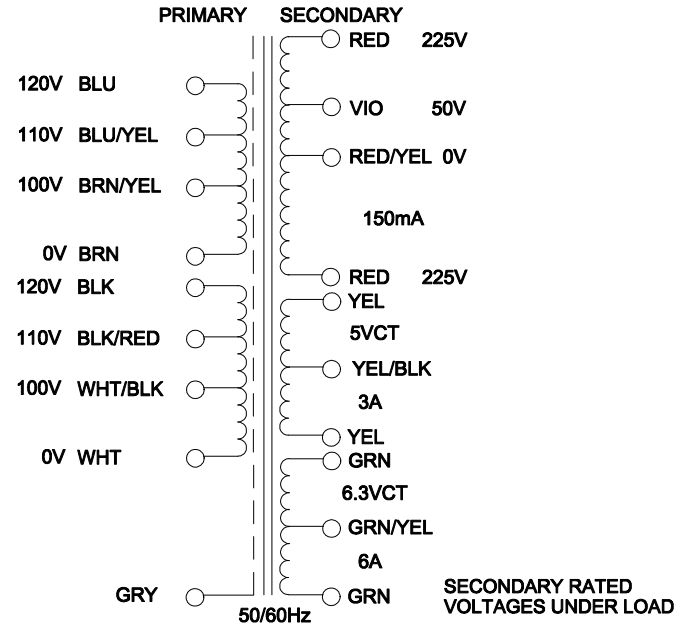 PRIMARY SECONDARY
RED 225V
120V BLU
VIO 50V
110V BLU/YEL
RED/YEL 0V
100V BRN/YEL
150mA
0V BRN
RED 225V
120V BLK
YEL
5VCT
110V BLK/RED
YEL/BLK
100V WHT/BLK
3A
YEL
0V WHT
GRN
6.3VCT
GRN/YEL
6A
GRY
GRN
50/60Hz
SECONDARY RATED
VOLTAGES UNDER LOAD